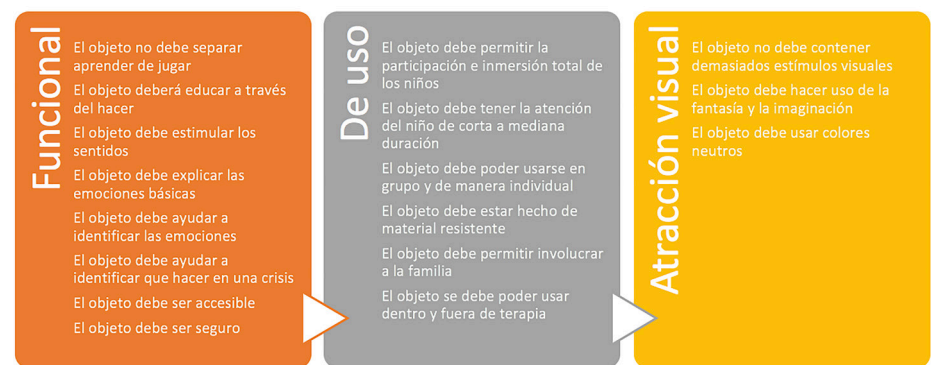 Funcional
El objeto no debe separar
aprender de jugar
El objeto deberá educar a través
del hacer
El objeto debe estimular los
sentidos
El objeto debe explicar las
emociones básicas
El objeto debe ayudar a
identificar las emociones
El objeto debe ayudar a
identificar que hacer en una crisis
El objeto debe ser accesible
El objeto debe ser seguro
De uso
El objeto debe permitir la
participación e inmersión total de
los niños
El objeto debe tener la atención
del niño de corta a mediana
duración
El objeto debe poder usarse en
grupo y de manera individual
El objeto debe estar hecho de
material resistente
El objeto debe permitir involucrar
a la familia
El objeto se debe poder usar
dentro y fuera de terapia
Atracción visual
El objeto no debe contener
demasiados estímulos visuales
El objeto debe hacer uso de la
fantasía y la imaginación
El objeto debe usar colores
neutros